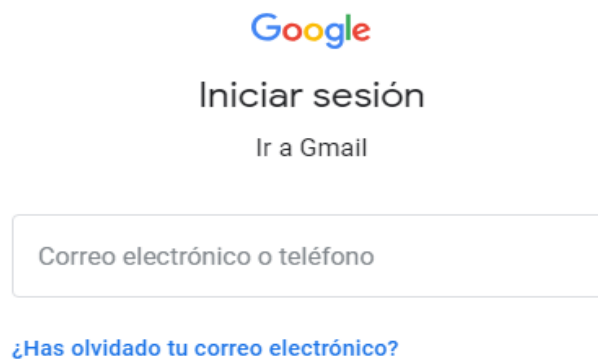 Google
Iniciar sesión
Ir a Gmail
Correo electrónico o teléfono
¿Has olvidado tu correo electrónico?